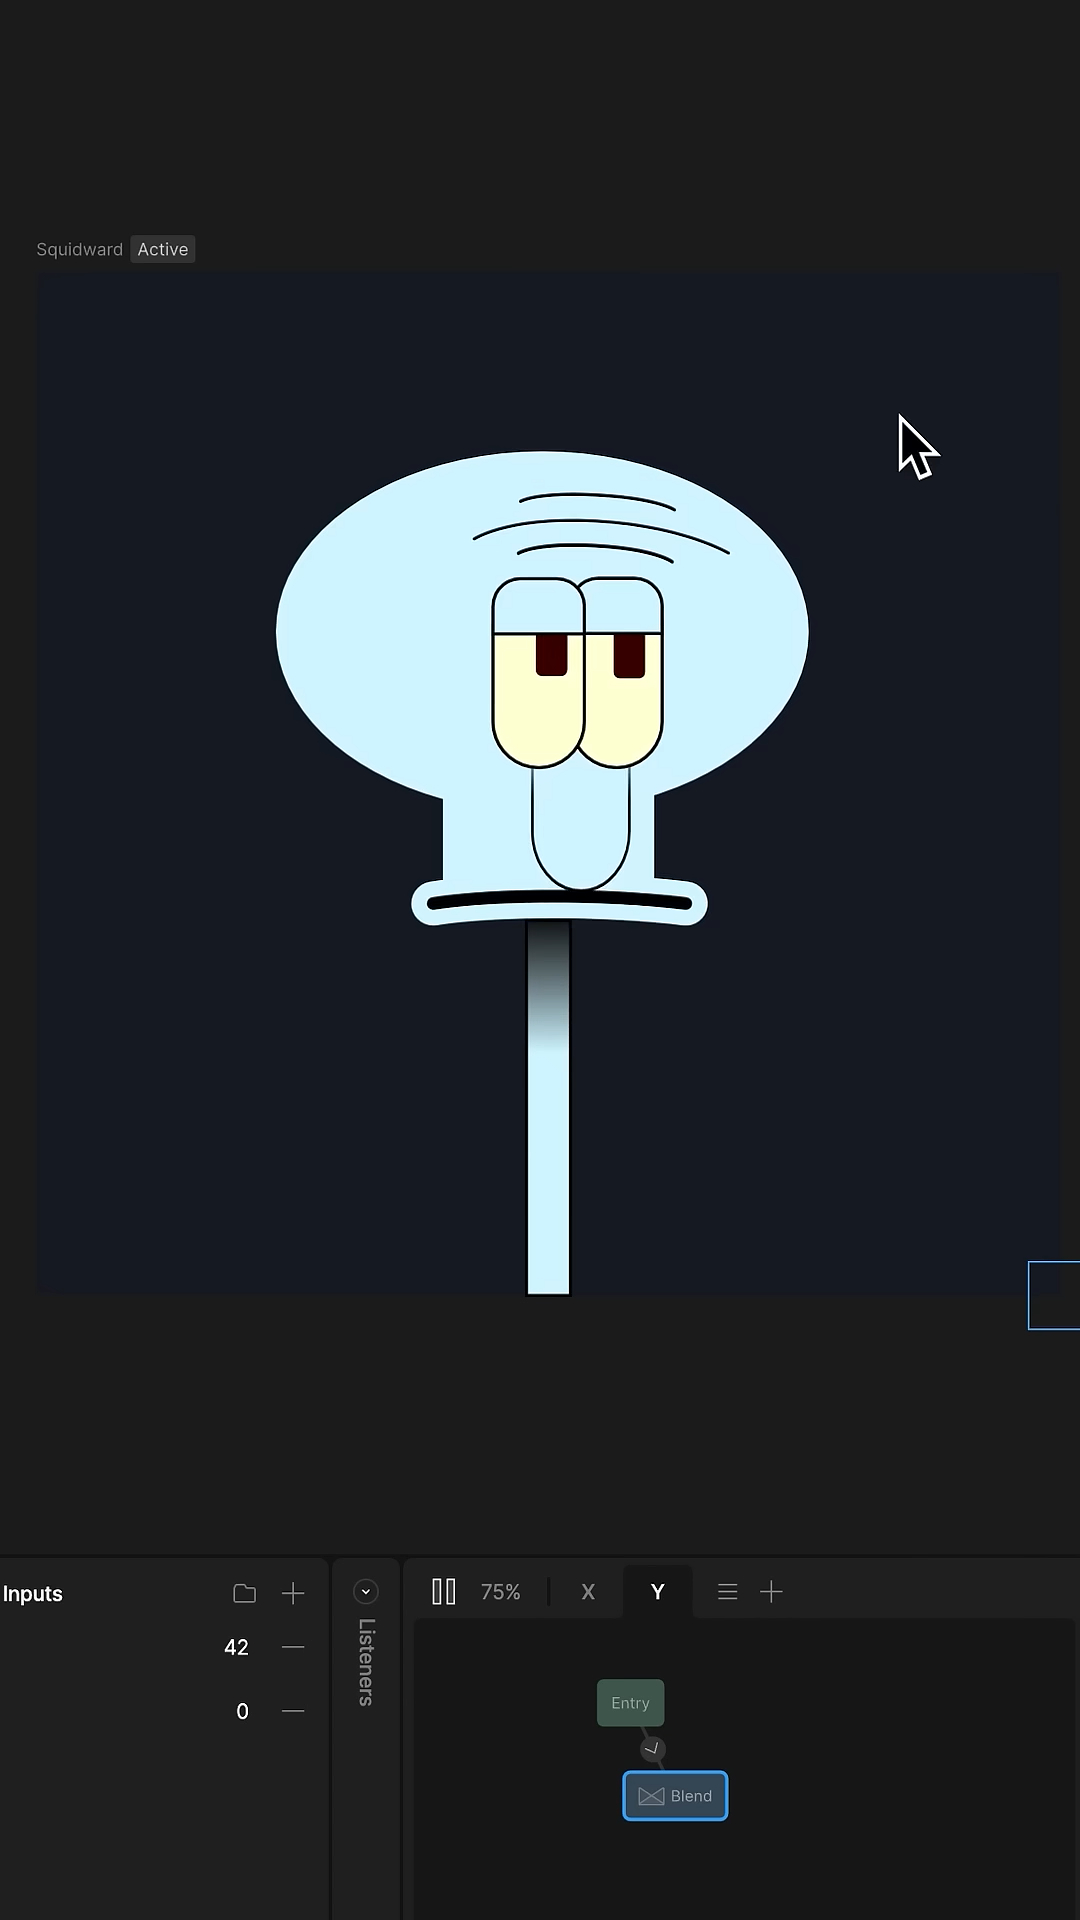 Squidward Active
Inputs
42
0
Listeners
75% X Y
Entry
Blend